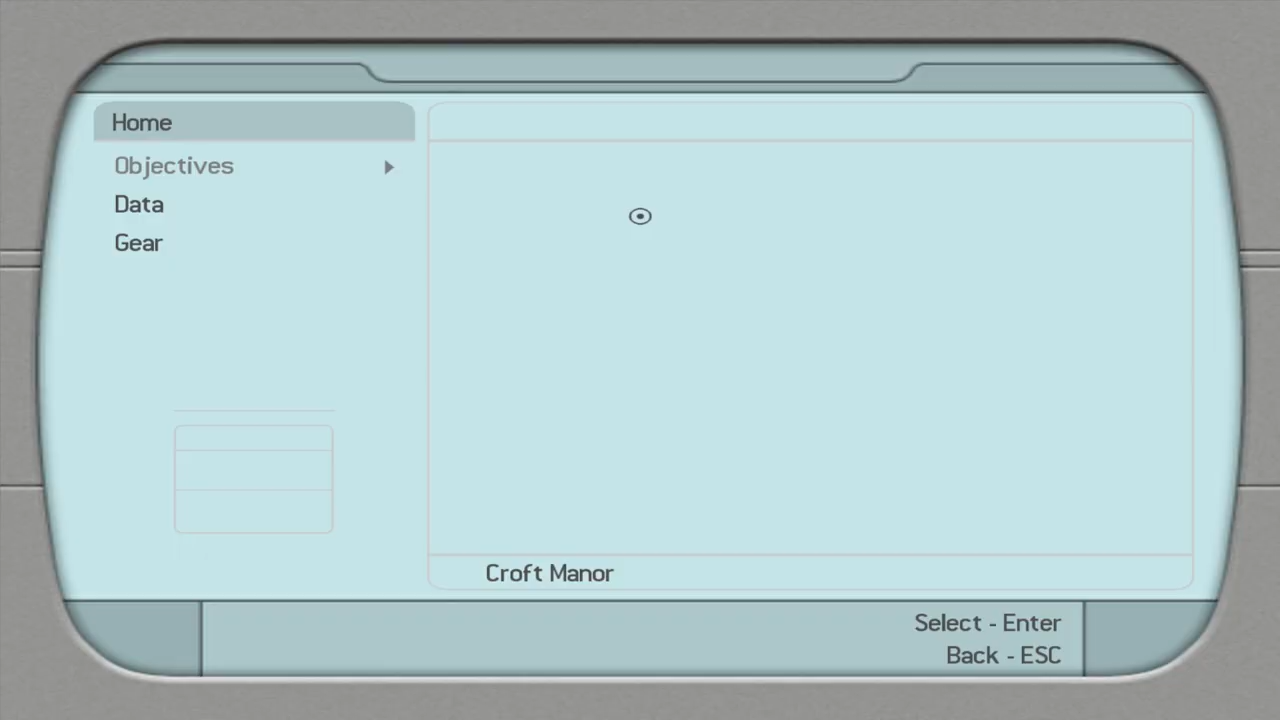 Home
Objectives
Data
Gear
Croft Manor
Select - Enter
Back - ESC